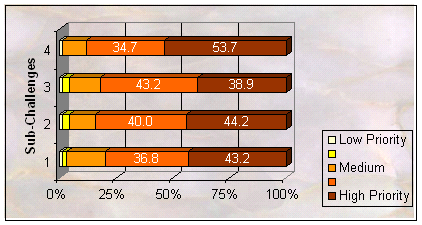 Sub-Challenges
4 34.7 53.7
3 43.2 38.9
2 40.0 44.2
1 36.8 43.2
0% 25% 50% 75% 100%
Low Priority
Medium
High Priority